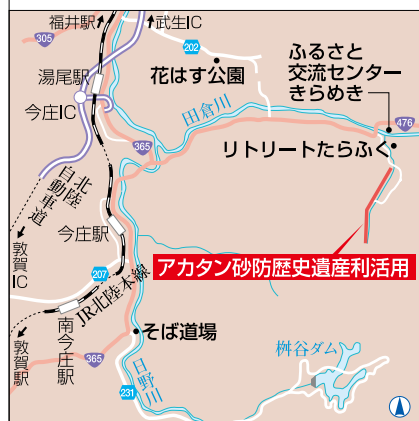 福井駅
武生IC
305
202
ふるさと
交流センター
きらめき
湯尾駅
花はす公園
今庄IC
田倉川
476
365
リトリートたらふく
北陸
自動車道
今庄駅
敦賀
IC
207
アカタン砂防歴史遺産利活用
JR北陸本線
南今庄駅
そば道場
敦賀駅
365
日野川
桝谷ダム
231